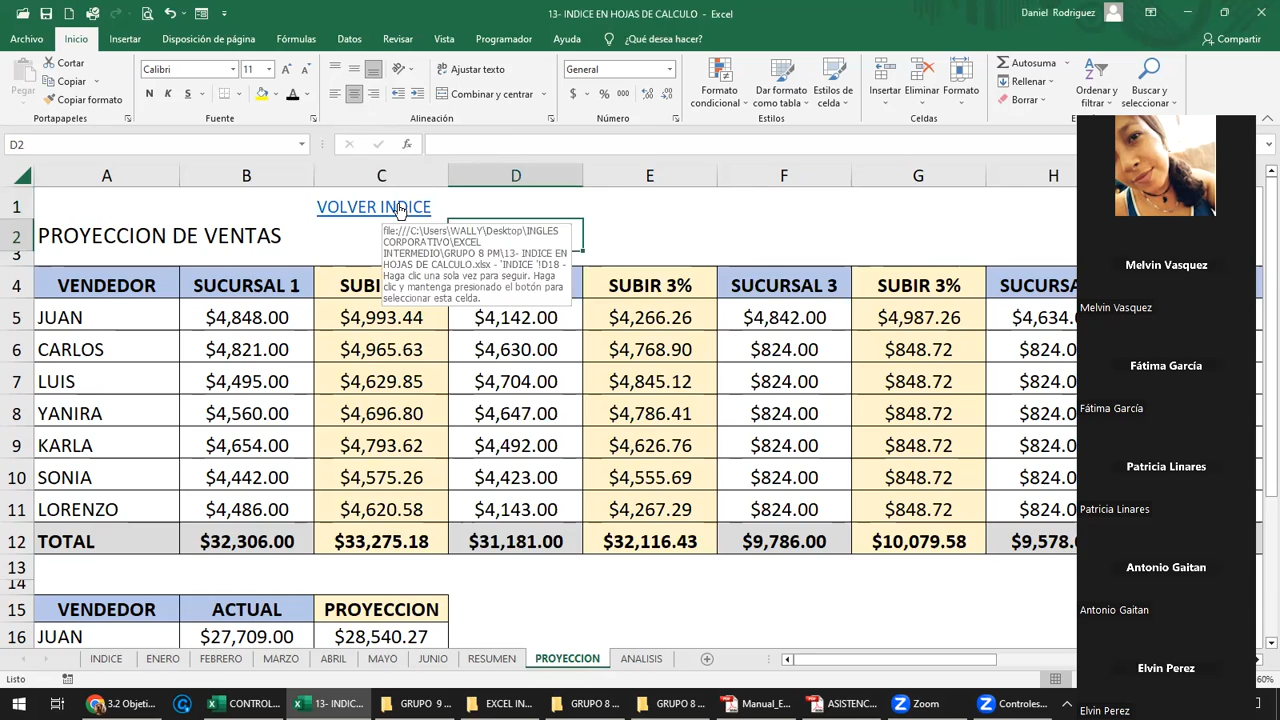 13- INDICE EN HOJAS DE CALCULO - Excel
Daniel Rodriguez
Archivo Inicio Insertar Disposición de página Fórmulas Datos Revisar Vista Programador Ayuda ¿Qué desea hacer? Compartir
Pegar
Cortar
Copiar
Copiar formato
Portapapeles
Calibri 11
N K S
Fuente
Ajustar texto
Combinar y centrar
Alineación
General
$ % 000
Número
Formato condicional
Dar formato como tabla
Estilos de celda
Estilos
Insertar Eliminar Formato
Celdas
Autosuma
Rellenar
Borrar
Ordenar y filtrar
Buscar y seleccionar
Edición
D2
A B C D E F G H
1 VOLVER INDICE
2 PROYECCION DE VENTAS
file:///C:\Users\WALLY\Desktop\INGLES
CORPORATIVO\EXCEL
INTERMEDIO\GRUPO 8 PM\13- INDICE EN
HOJAS DE CALCULO.xlsx - 'INDICE '!D18 -
Haga clic una sola vez para seguir. Haga
clic y mantenga presionado el botón para
seleccionar esta celda.
3
4 VENDEDOR SUCURSAL 1 SUBI 3% SUBIR 3% SUCURSAL 3 SUBIR 3% SUCURSA
5 JUAN $4,848.00 $4,993.44 $4,142.00 $4,266.26 $4,842.00 $4,987.26 $4,634.0
6 CARLOS $4,821.00 $4,965.63 $4,630.00 $4,768.90 $824.00 $848.72 $824.0
7 LUIS $4,495.00 $4,629.85 $4,704.00 $4,845.12 $824.00 $848.72 $824.0
8 YANIRA $4,560.00 $4,696.80 $4,647.00 $4,786.41 $824.00 $848.72 $824.0
9 KARLA $4,654.00 $4,793.62 $4,492.00 $4,626.76 $824.00 $848.72 $824.0
10 SONIA $4,442.00 $4,575.26 $4,423.00 $4,555.69 $824.00 $848.72 $824.0
11 LORENZO $4,486.00 $4,620.58 $4,143.00 $4,267.29 $824.00 $848.72 $824.0
12 TOTAL $32,306.00 $33,275.18 $31,181.00 $32,116.43 $9,786.00 $10,079.58 $9,578.0
13
14
15 VENDEDOR ACTUAL PROYECCION
16 JUAN $27,709.00 $28,540.27
INDICE ENERO FEBRERO MARZO ABRIL MAYO JUNIO RESUMEN PROYECCION ANALISIS
Listo
60%
Melvin Vasquez
Melvin Vasquez
Fátima García
Fátima García
Patricia Linares
Patricia Linares
Antonio Gaitan
Antonio Gaitan
Elvin Perez
Elvin Perez
3.2 Objeti... CONTROL... 13- INDIC... GRUPO 9 ... EXCEL IN... GRUPO 8 ... GRUPO 8 ... Manual_E... ASISTENC... Zoom Controles...